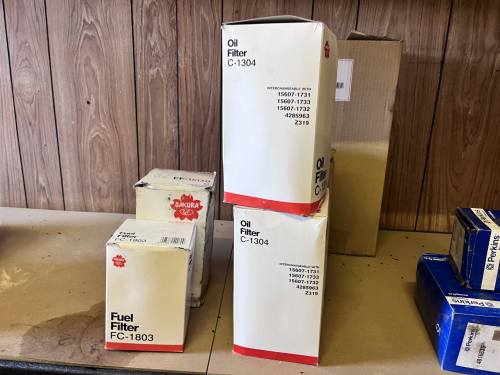 Oil
Filter
C-1304
INTERCHANGEABLE WITH
15607-1731
15607-1733
15607-1732
4285963
Z319
Oil
Filter
C-1
Oil
Filter
C-1304
INTERCHANGEABLE WITH
15607-1731
15607-1733
15607-1732
4285963
Z319
SAKURA
Fuel
Filter
FC-1803
Fuel
Filter
FC-1803
Perkins
Perkins